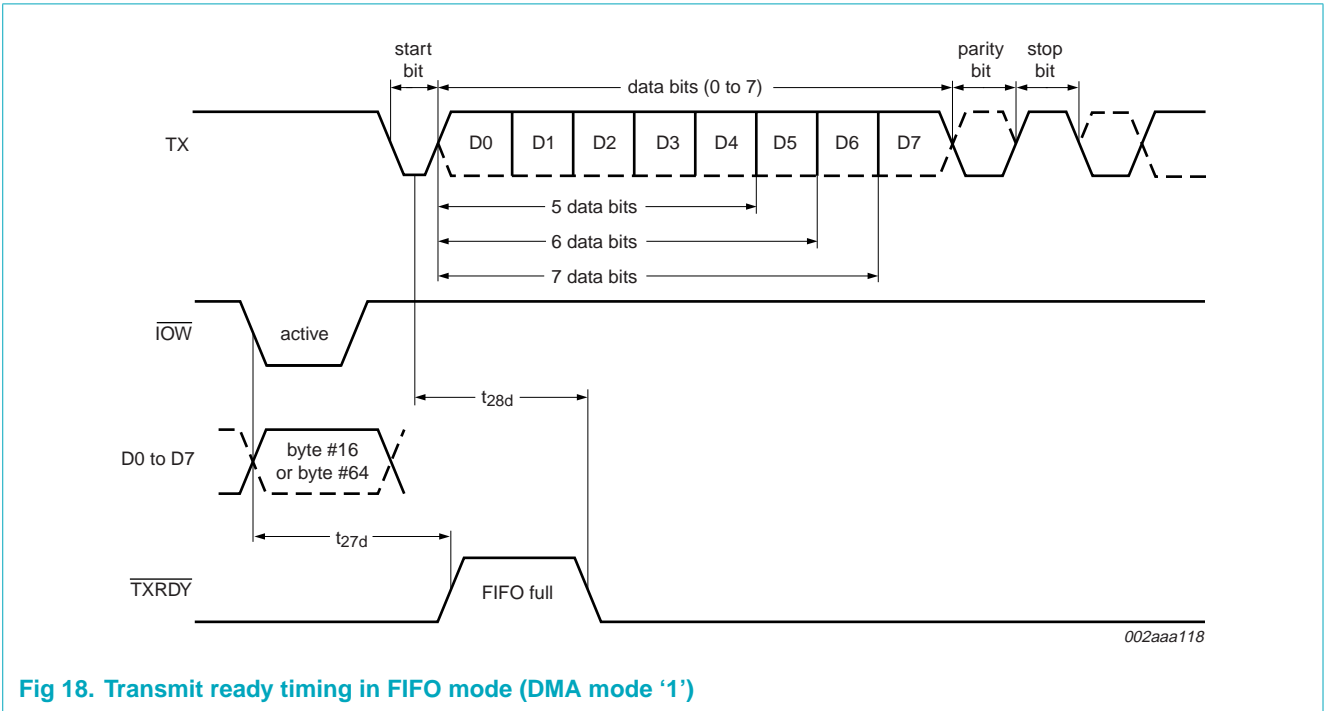 start
bit
data bits (0 to 7)
parity
bit
stop
bit
TX
D0
D1
D2
D3
D4
D5
D6
D7
5 data bits
6 data bits
7 data bits
IOW
active
t28d
D0 to D7
byte #16
or byte #64
t27d
TXRDY
FIFO full
002aaa118
Fig 18. Transmit ready timing in FIFO mode (DMA mode ‘1’)